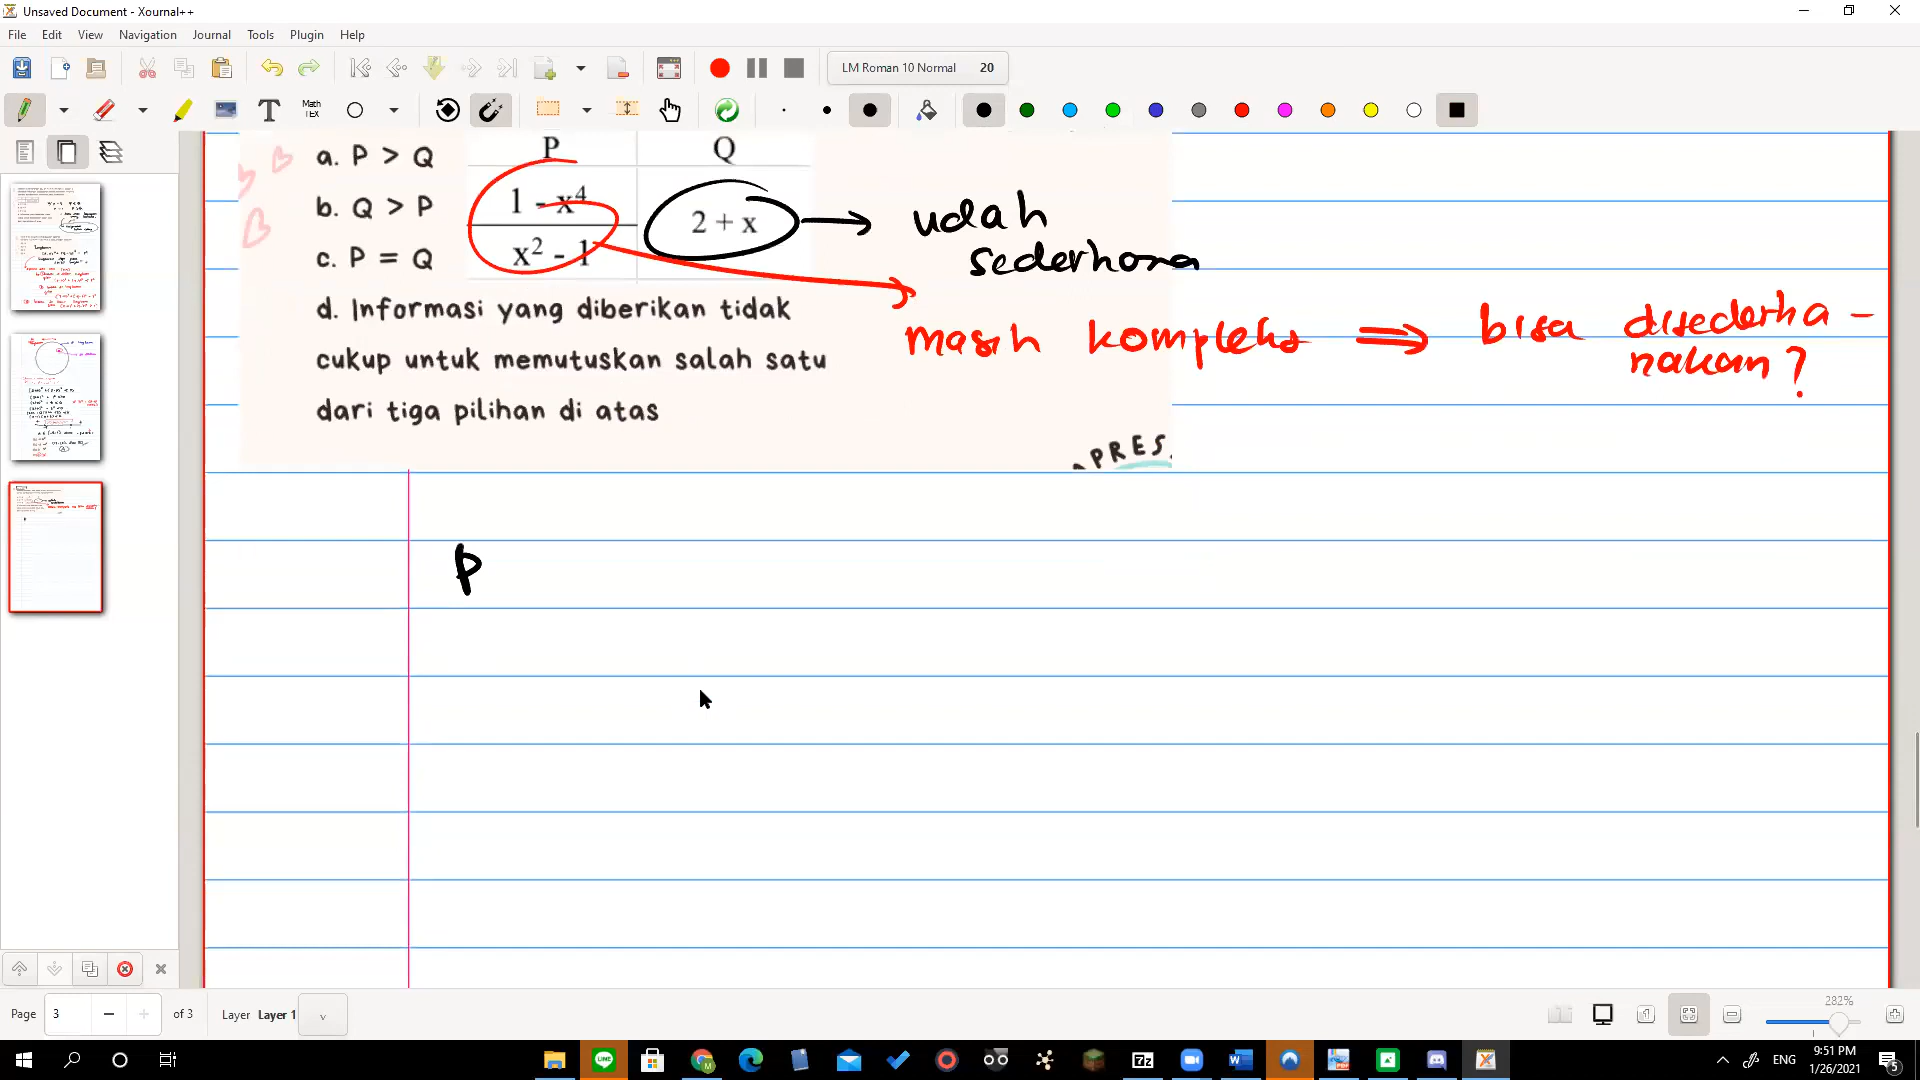 Unsaved Document - Xournal++
File Edit View Navigation Journal Tools Plugin Help
LM Roman 10 Normal 20
Math
TEX
P Q
a. P > Q
1 - x⁴
b. Q > P
2 + x
udah
sederhana
c. P = Q
x² - 1
d. Informasi yang diberikan tidak
masih kompleks ⇒ bisa disederha -
nakan?
cukup untuk memutuskan salah satu
dari tiga pilihan di atas
PRES
P
282%
Page 3 of 3 Layer Layer 1
ENG
9:51 PM
1/26/2021
5